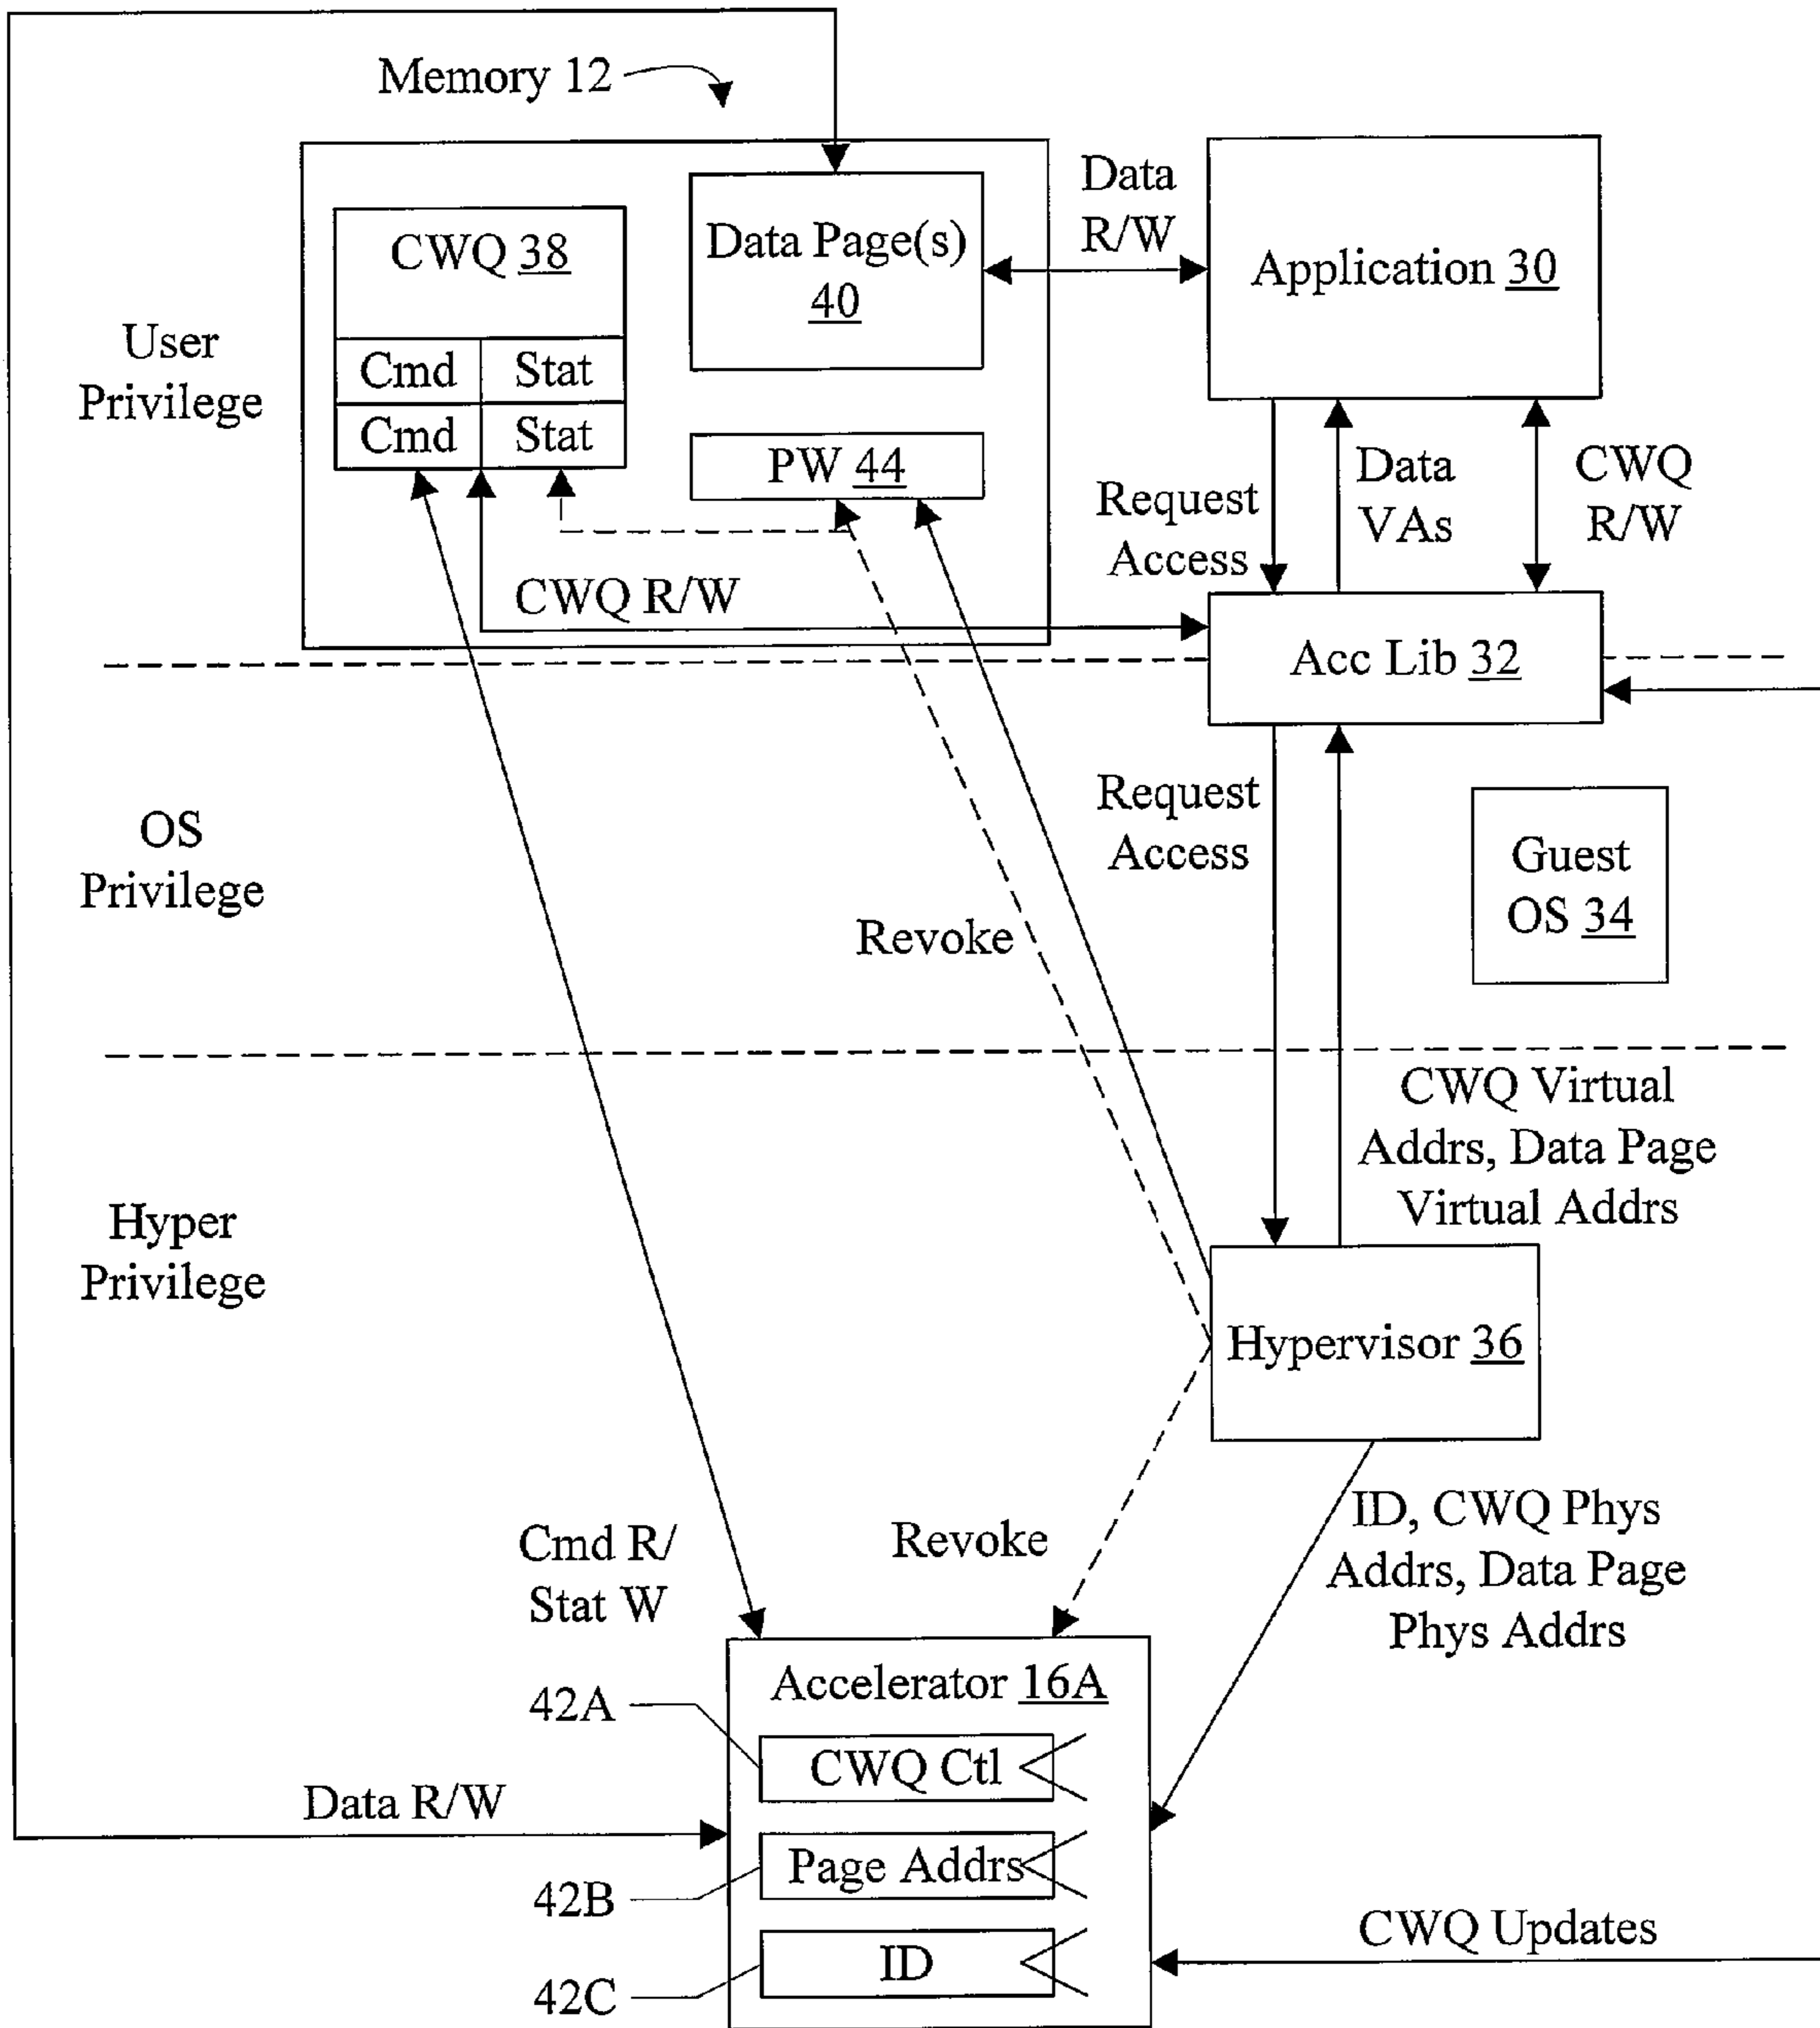 Memory 12
CWQ 38
Cmd
Stat
Cmd
Stat
Data Page(s)
40
PW 44
CWQ R/W
Data
R/W
Application 30
User
Privilege
Request
Access
Data
VAs
CWQ
R/W
Acc Lib 32
OS
Privilege
Revoke
Request
Access
Guest
OS 34
Hyper
Privilege
CWQ Virtual
Addrs, Data Page
Virtual Addrs
Hypervisor 36
Cmd R/
Stat W
Revoke
ID, CWQ Phys
Addrs, Data Page
Phys Addrs
Accelerator 16A
42A
CWQ Ctl
Data R/W
42B
Page Addrs
42C
ID
CWQ Updates